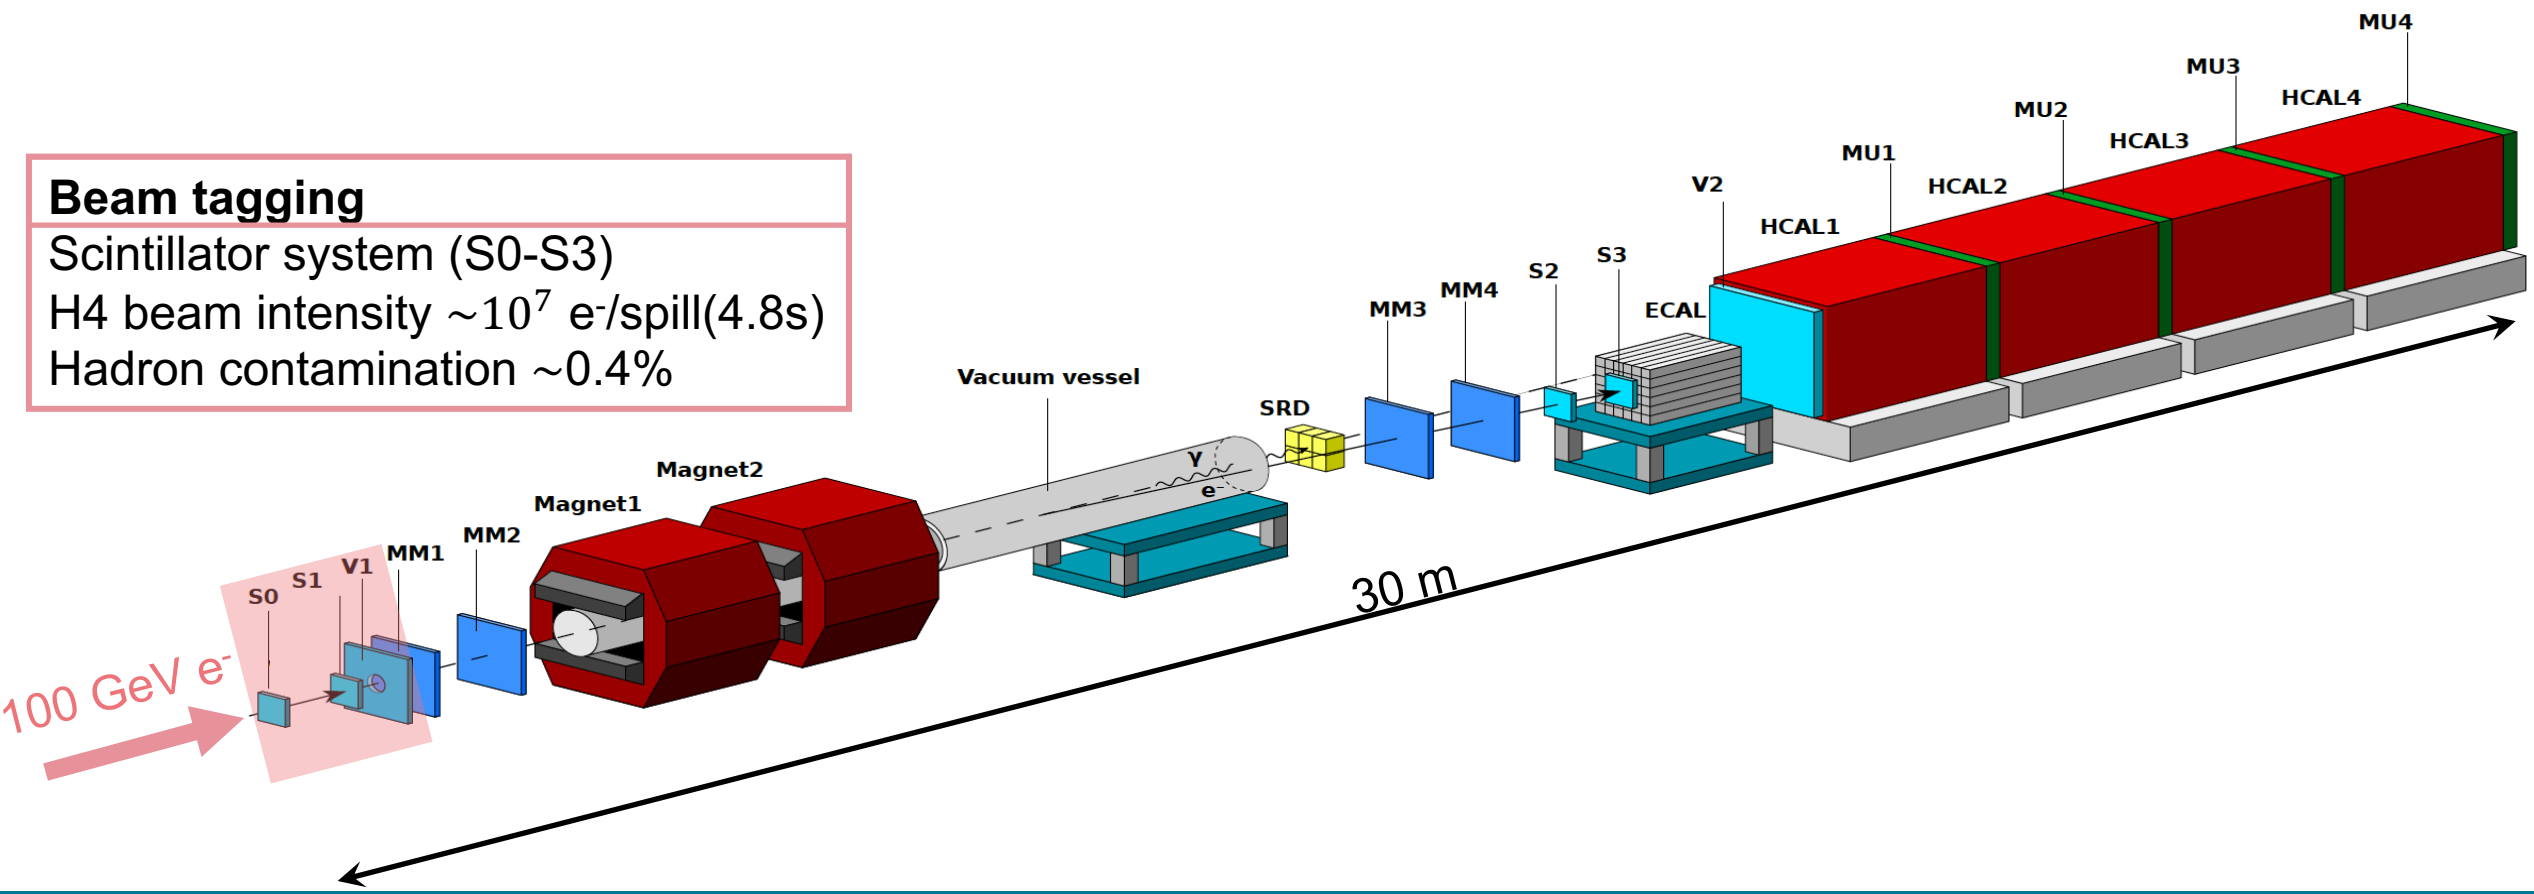 Beam tagging
Scintillator system (S0-S3)
H4 beam intensity ~10⁷ e⁻/spill(4.8s)
Hadron contamination ~0.4%
100 GeV e⁻
S0
S1
V1
MM1
MM2
Magnet1
Magnet2
Vacuum vessel
γ
e⁻
SRD
MM3
MM4
S2
S3
ECAL
V2
HCAL1
MU1
HCAL2
MU2
HCAL3
MU3
HCAL4
MU4
30 m